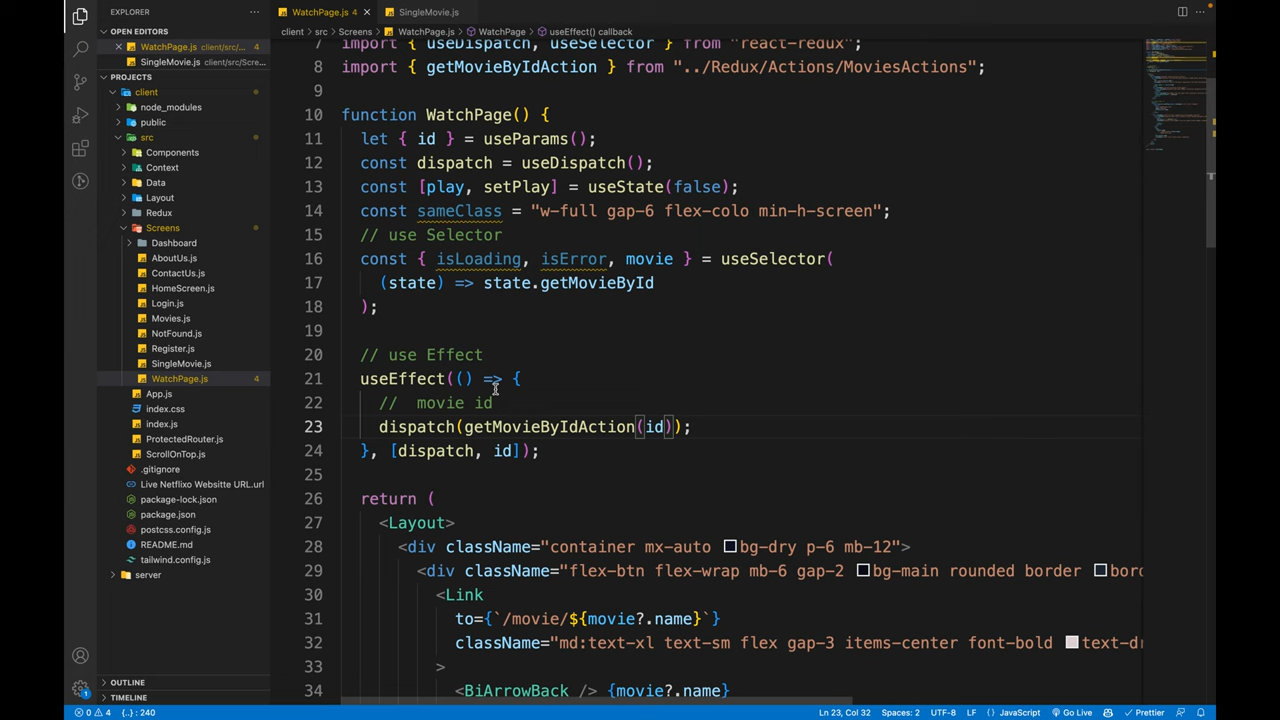 EXPLORER
WatchPage.js 4
SingleMovie.js
OPEN EDITORS
WatchPage.js client/src/... 4
SingleMovie.js client/src/Scre...
PROJECTS
client
node_modules
public
src
Components
Context
Data
Layout
Redux
Screens
Dashboard
AboutUs.js
ContactUs.js
HomeScreen.js
Login.js
Movies.js
NotFound.js
Register.js
SingleMovie.js
WatchPage.js 4
App.js
index.css
index.js
ProtectedRouter.js
ScrollOnTop.js
.gitignore
Live Netflixo Websitte URL.url
package-lock.json
package.json
postcss.config.js
README.md
tailwind.config.js
server
OUTLINE
TIMELINE
client > src > Screens > WatchPage.js > WatchPage > useEffect() callback
7 import { useDispatch, useSelector } from "react-redux";
8 import { getMovieByIdAction } from "../Redux/Actions/MoviesActions";
9
10 function WatchPage() {
11 let { id } = useParams();
12 const dispatch = useDispatch();
13 const [play, setPlay] = useState(false);
14 const sameClass = "w-full gap-6 flex-colo min-h-screen";
15 // use Selector
16 const { isLoading, isError, movie } = useSelector(
17 (state) => state.getMovieById
18 );
19
20 // use Effect
21 useEffect(() => {
22 // movie id
23 dispatch(getMovieByIdAction(id));
24 }, [dispatch, id]);
25
26 return (
27 <Layout>
28 <div className="container mx-auto bg-dry p-6 mb-12">
29 <div className="flex-btn flex-wrap mb-6 gap-2 bg-main rounded border bord
30 <Link
31 to={`/movie/${movie?.name}`}
32 className="md:text-xl text-sm flex gap-3 items-center font-bold text-dr
33 >
34 <BiArrowBack /> {movie?.name}
0 4 {..} : 240
Ln 23, Col 32 Spaces: 2 UTF-8 LF {} JavaScript Go Live Prettier